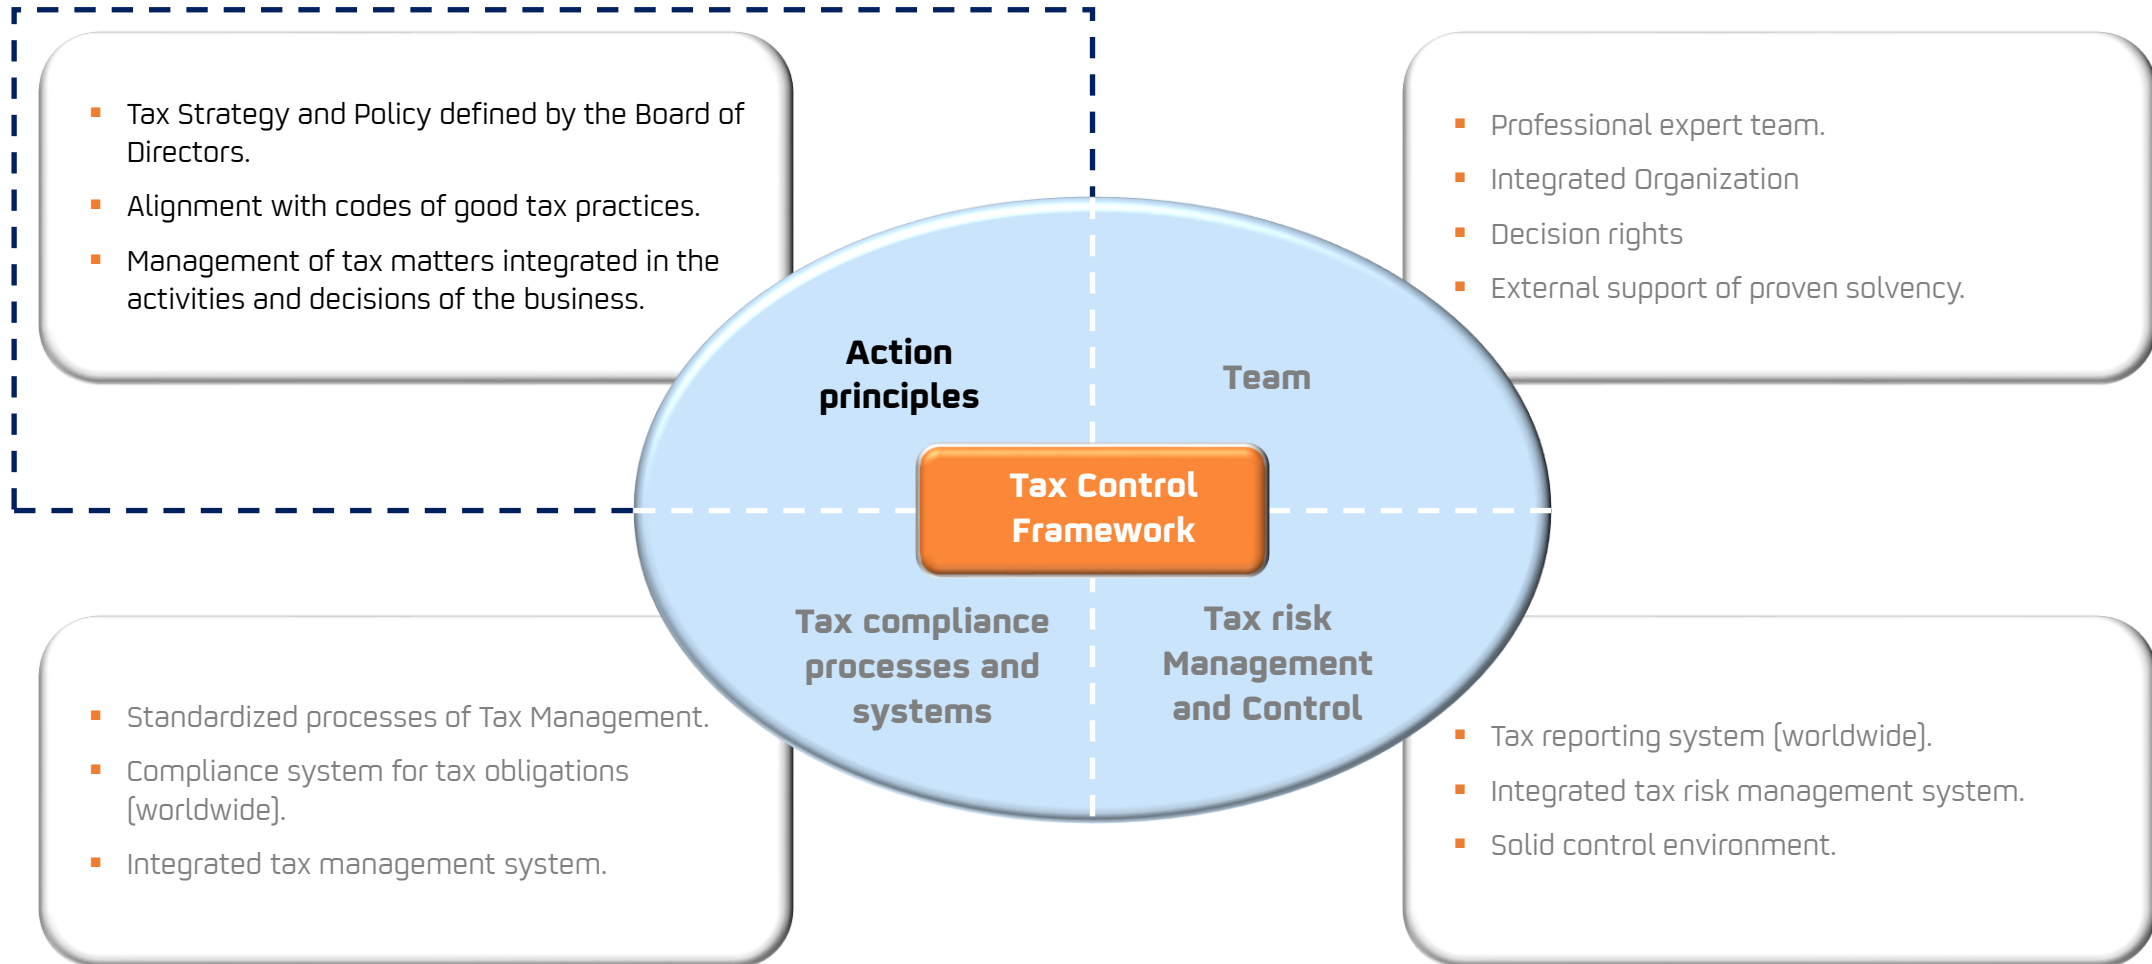 ▪ Tax Strategy and Policy defined by the Board of
Directors.
▪ Alignment with codes of good tax practices.
▪ Management of tax matters integrated in the
activities and decisions of the business.
▪ Professional expert team.
▪ Integrated Organization
▪ Decision rights
▪ External support of proven solvency.
Action
principles
Team
Tax Control
Framework
Tax compliance
processes and
systems
Tax risk
Management
and Control
▪ Standardized processes of Tax Management.
▪ Compliance system for tax obligations
(worldwide).
▪ Integrated tax management system.
▪ Tax reporting system (worldwide).
▪ Integrated tax risk management system.
▪ Solid control environment.